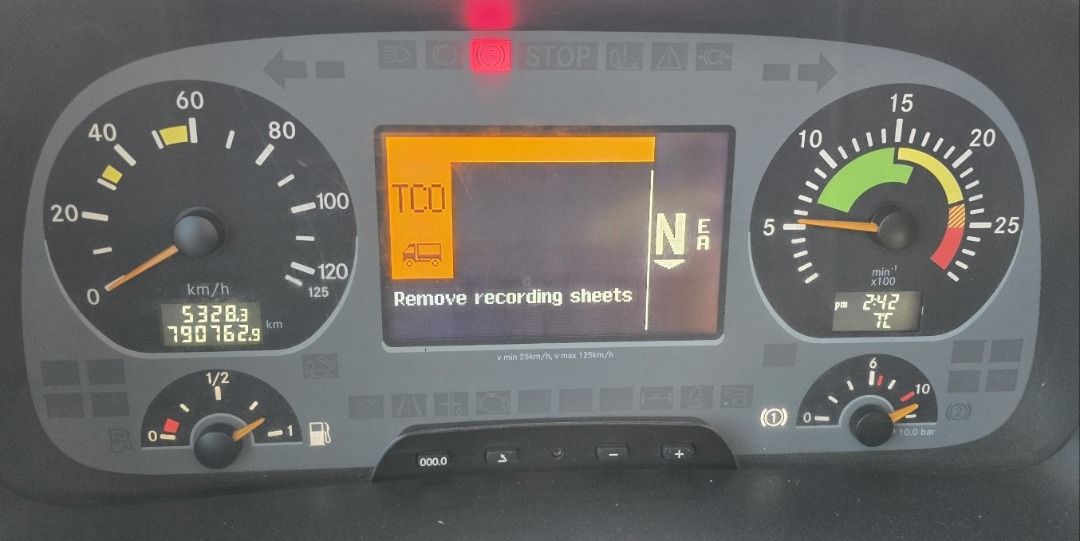 STOP
0
20
40
60
80
100
120
125
km/h
5328.3
790762.9 km
TCO
N
E
A
Remove recording sheets
5
10
15
20
25
min⁻¹
x100
pm 2:42
v min 25km/h, v max 125km/h
0
1/2
1
(1)
0
6
10
(2)
10.0 bar
000.0
-
+